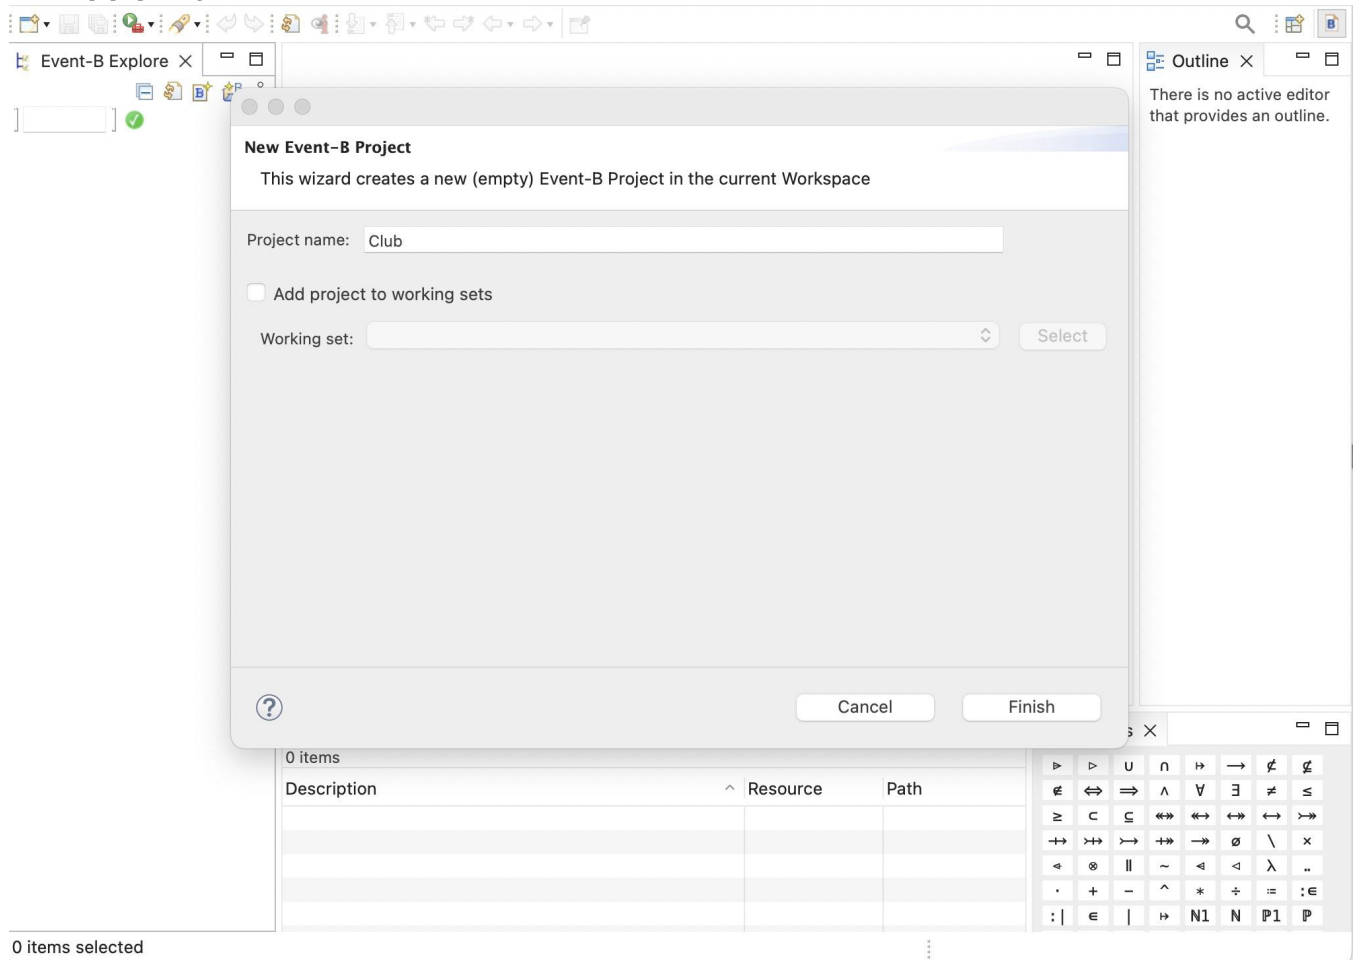 Event-B Explore
Outline
There is no active editor
that provides an outline.
New Event-B Project
This wizard creates a new (empty) Event-B Project in the current Workspace
Project name: Club
Add project to working sets
Working set:
Select
?
Cancel
Finish
s
0 items
Description
Resource
Path
⩥ ▷ ∪ ∩ ↦ → ⊄ ⊈
∉ ⇔ ⇒ ∧ ∀ ∃ ≠ ≤
≥ ⊂ ⊆
∅ \ ×
⊗ ∥ ∼ ⩤ ◁ λ ‥
· + − ^ ∗ ÷ ≔ :∈
:∣ ∈ ∣ ⤔ ℕ1 ℕ ℙ1 ℙ
0 items selected